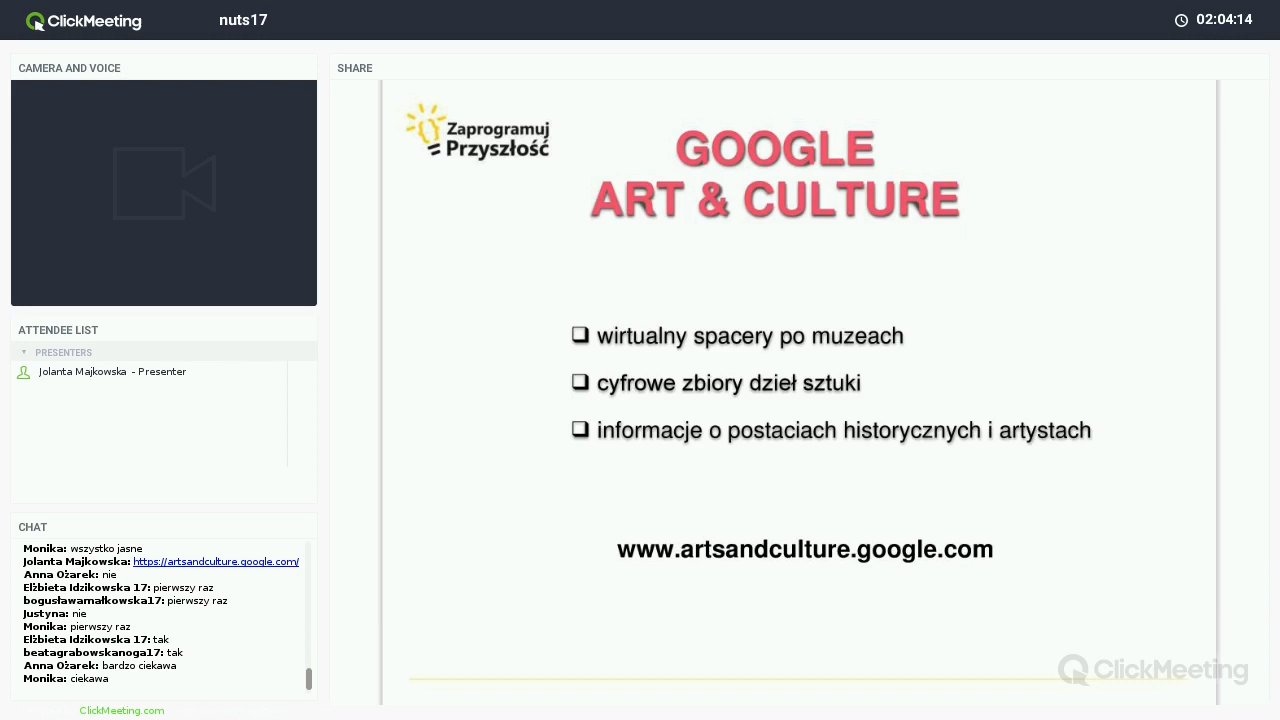 ClickMeeting
nuts17
02:04:14
CAMERA AND VOICE
ATTENDEE LIST
PRESENTERS
Jolanta Majkowska - Presenter
CHAT
Monika: wszystko jasne
Jolanta Majkowska: https://artsandculture.google.com/
Anna Ożarek: nie
Elżbieta Idzikowska 17: pierwszy raz
bogusławamałkowska17: pierwszy raz
Justyna: nie
Monika: pierwszy raz
Elżbieta Idzikowska 17: tak
beatagrabowskanoga17: tak
Anna Ożarek: bardzo ciekawa
Monika: ciekawa
ClickMeeting.com
SHARE
Zaprogramuj
Przyszłość
GOOGLE
ART & CULTURE
wirtualny spacery po muzeach
cyfrowe zbiory dzieł sztuki
informacje o postaciach historycznych i artystach
www.artsandculture.google.com
ClickMeeting